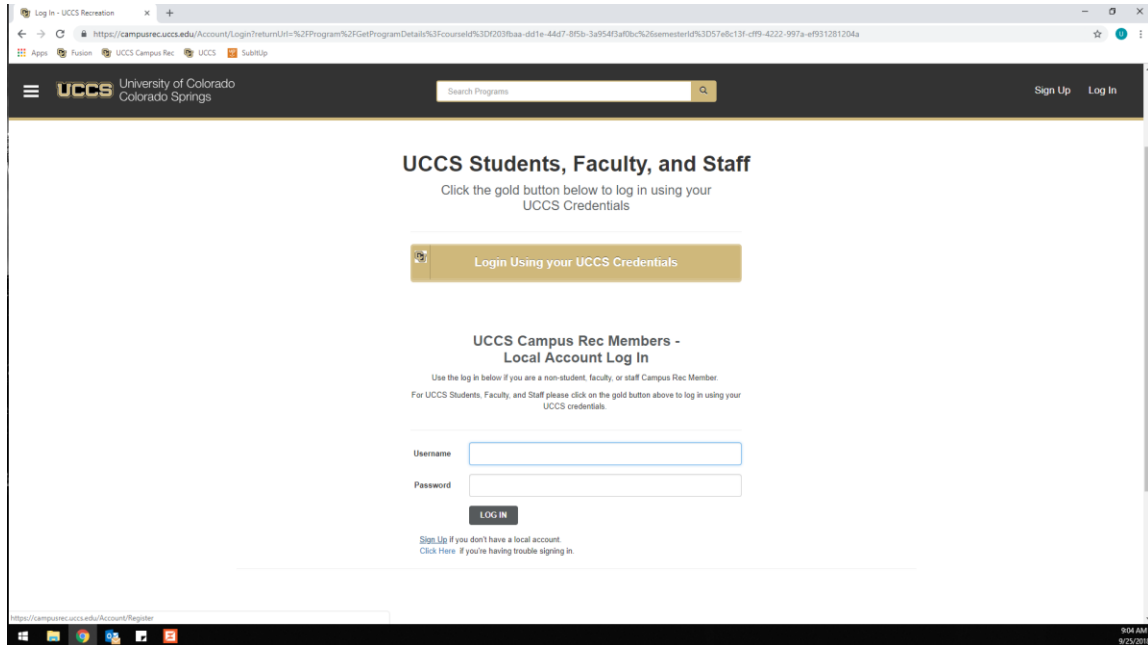 Log In - UCCS Recreation
https://campusrec.uccs.edu/Account/Login?returnUrl=%2FProgram%2FGetProgramDetails%3FcourseId%3Df203fbaa-dd1e-44d7-8f5b-3a954f3af0bc%26semesterId%3D57e8c13f-cff9-4222-997a-ef931281204a
Apps Fusion UCCS Campus Rec UCCS SubItUp
UCCS University of Colorado
Colorado Springs
Search Programs
Sign Up Log In
UCCS Students, Faculty, and Staff
Click the gold button below to log in using your
UCCS Credentials
Login Using your UCCS Credentials
UCCS Campus Rec Members -
Local Account Log In
Use the log in below if you are a non-student, faculty, or staff Campus Rec Member.
For UCCS Students, Faculty, and Staff please click on the gold button above to log in using your
UCCS credentials.
Username
Password
LOG IN
Sign Up If you don't have a local account.
Click Here if you're having trouble signing in.
https://campusrec.uccs.edu/Account/Register
9:04 AM
9/25/2018